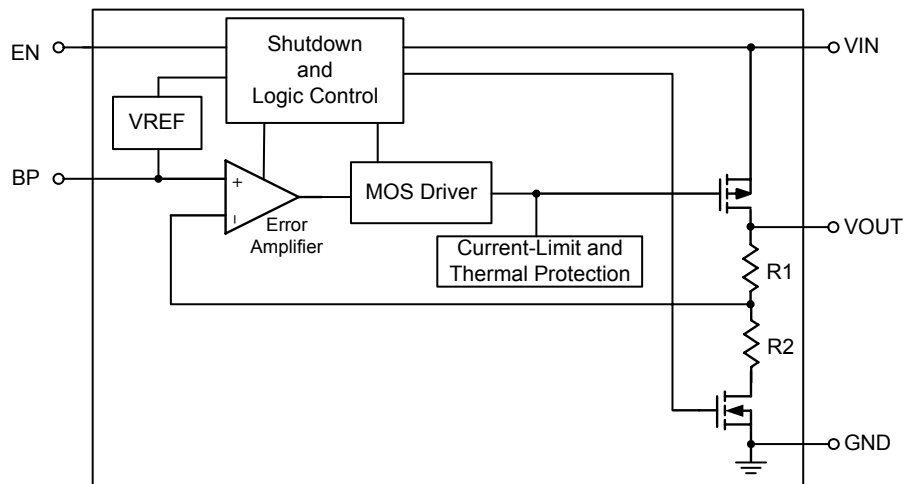 EN
Shutdown
and
Logic Control
VIN
VREF
BP
+
−
Error
Amplifier
MOS Driver
Current-Limit and
Thermal Protection
VOUT
R1
R2
GND